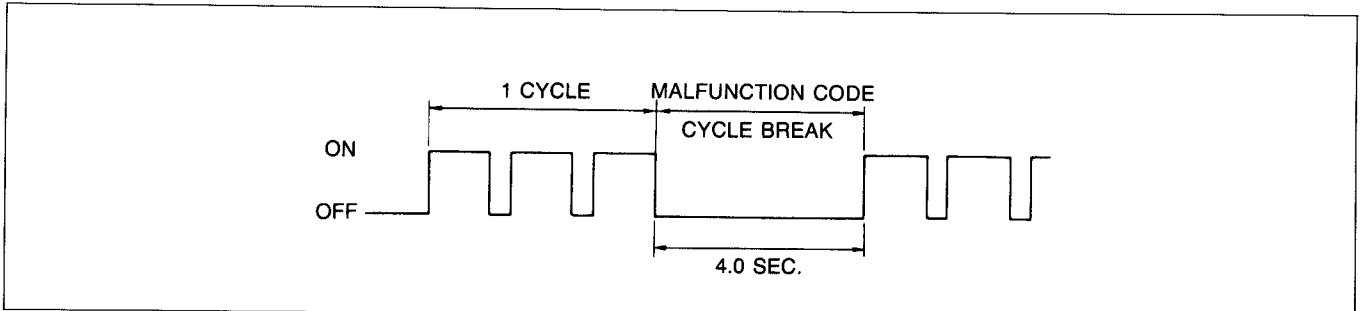 1 CYCLE
MALFUNCTION CODE
CYCLE BREAK
ON
OFF
4.0 SEC.